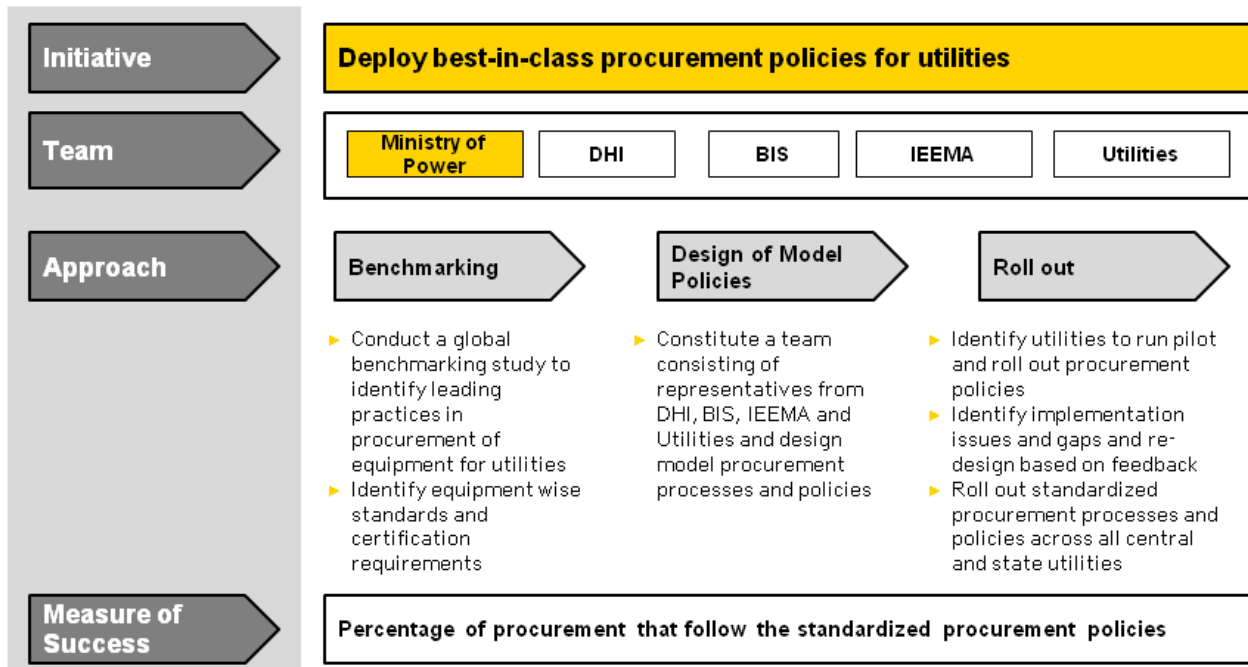 Initiative
Deploy best-in-class procurement policies for utilities
Team
Ministry of
Power
DHI
BIS
IEEMA
Utilities
Approach
Benchmarking
Design of Model
Policies
Roll out
► Conduct a global
benchmarking study to
identify leading
practices in
procurement of
equipment for utilities
► Identify equipment wise
standards and
certification
requirements
► Constitute a team
consisting of
representatives from
DHI, BIS, IEEMA and
Utilities and design
model procurement
processes and policies
► Identify utilities to run pilot
and roll out procurement
policies
► Identify implementation
issues and gaps and re-
design based on feedback
► Roll out standardized
procurement processes and
policies across all central
and state utilities
Measure of
Success
Percentage of procurement that follow the standardized procurement policies